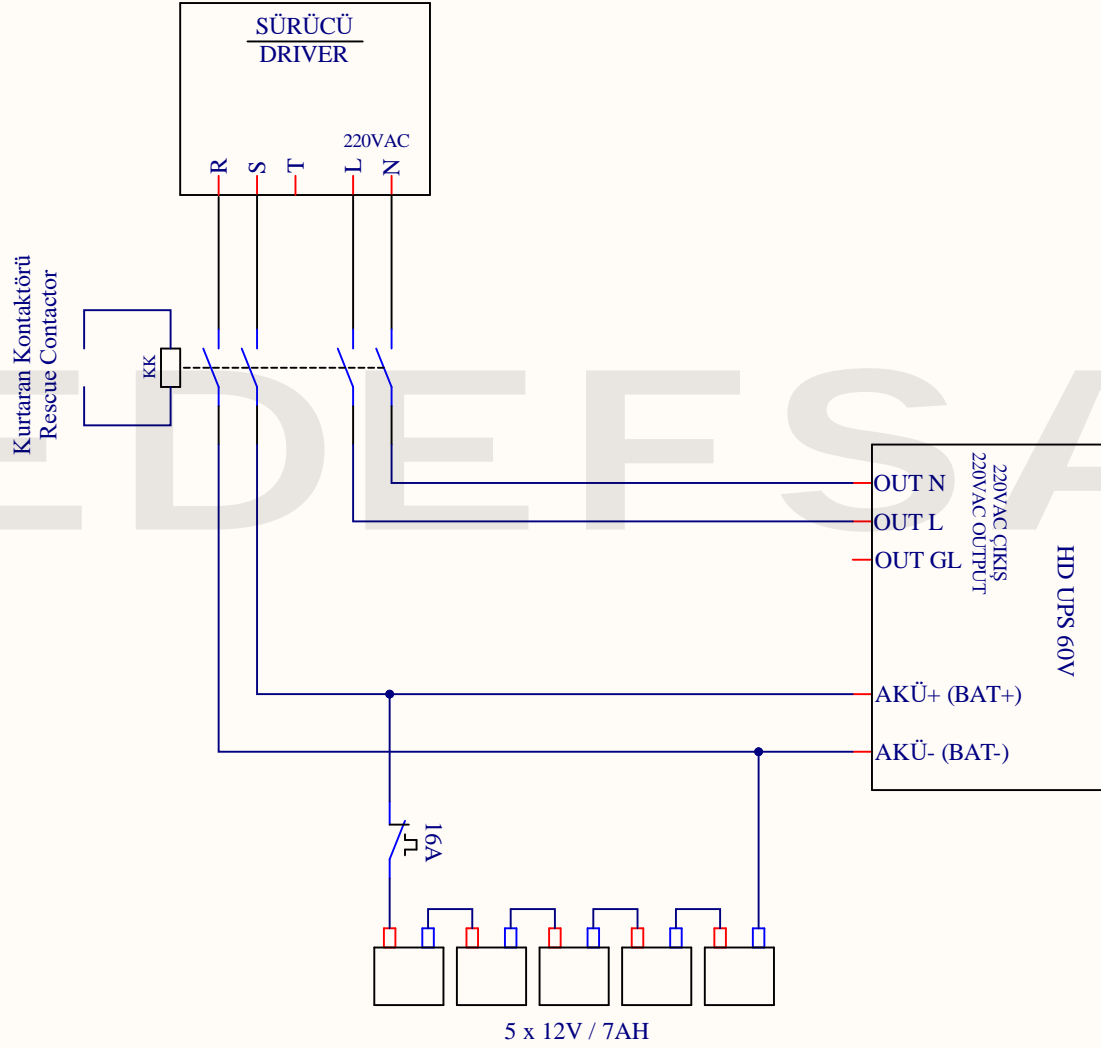 SÜRÜCÜ
DRIVER
220VAC
R
S
T
L
N
Kurtaran Kontaktörü
Rescue Contactor
KK
EDEFSA
OUT N
OUT L
OUT GL
220VAC ÇIKIŞ
220VAC OUTPUT
HD UPS 60V
AKÜ+ (BAT+)
AKÜ- (BAT-)
16A
5 x 12V / 7AH